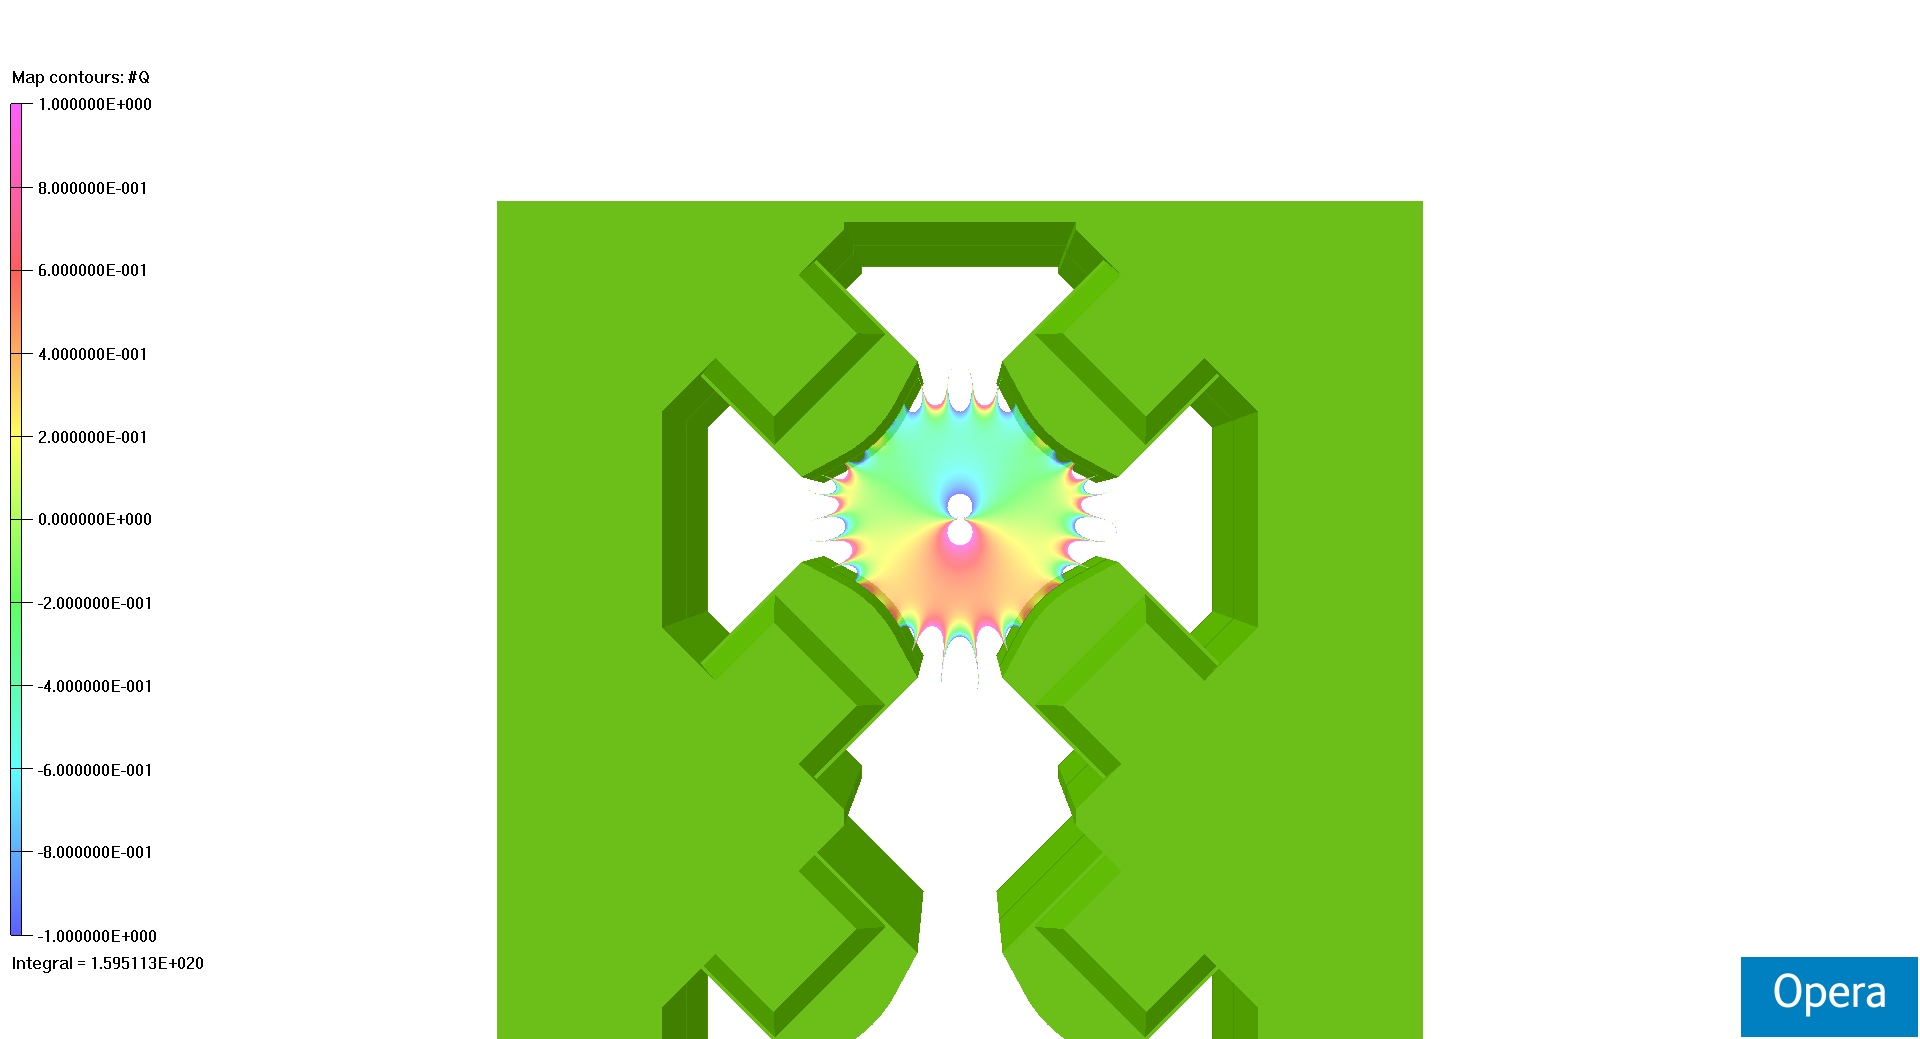 Map contours: #Q
1.000000E+000
8.000000E-001
6.000000E-001
4.000000E-001
2.000000E-001
0.000000E+000
-2.000000E-001
-4.000000E-001
-6.000000E-001
-8.000000E-001
-1.000000E+000
Integral = 1.595113E+020
Opera